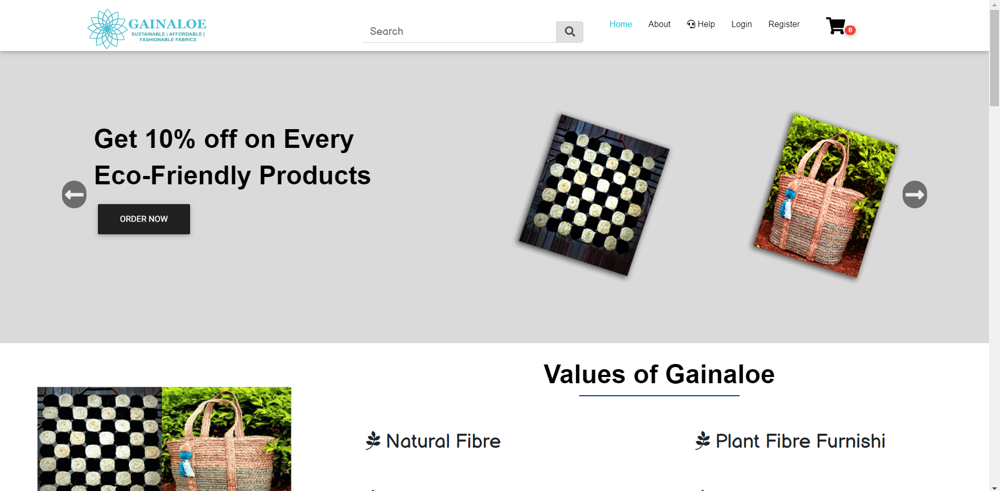 GAINALOE
SUSTAINABLE | AFFORDABLE |
FASHIONABLE FABRICS
Search
Home
About
Help
Login
Register
0
Get 10% off on Every
Eco-Friendly Products
ORDER NOW
Values of Gainaloe
Natural Fibre
Plant Fibre Furnishi